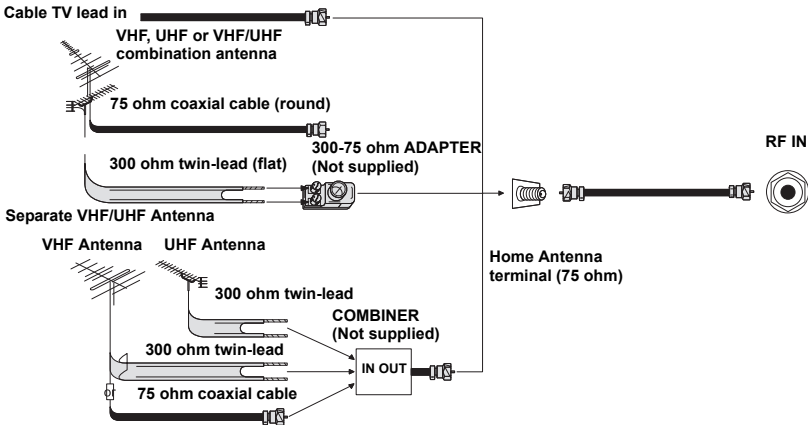 Cable TV lead in
VHF, UHF or VHF/UHF
combination antenna
75 ohm coaxial cable (round)
300-75 ohm ADAPTER
(Not supplied)
300 ohm twin-lead (flat)
RF IN
Separate VHF/UHF Antenna
VHF Antenna
UHF Antenna
Home Antenna
terminal (75 ohm)
300 ohm twin-lead
COMBINER
(Not supplied)
300 ohm twin-lead
IN OUT
or
75 ohm coaxial cable